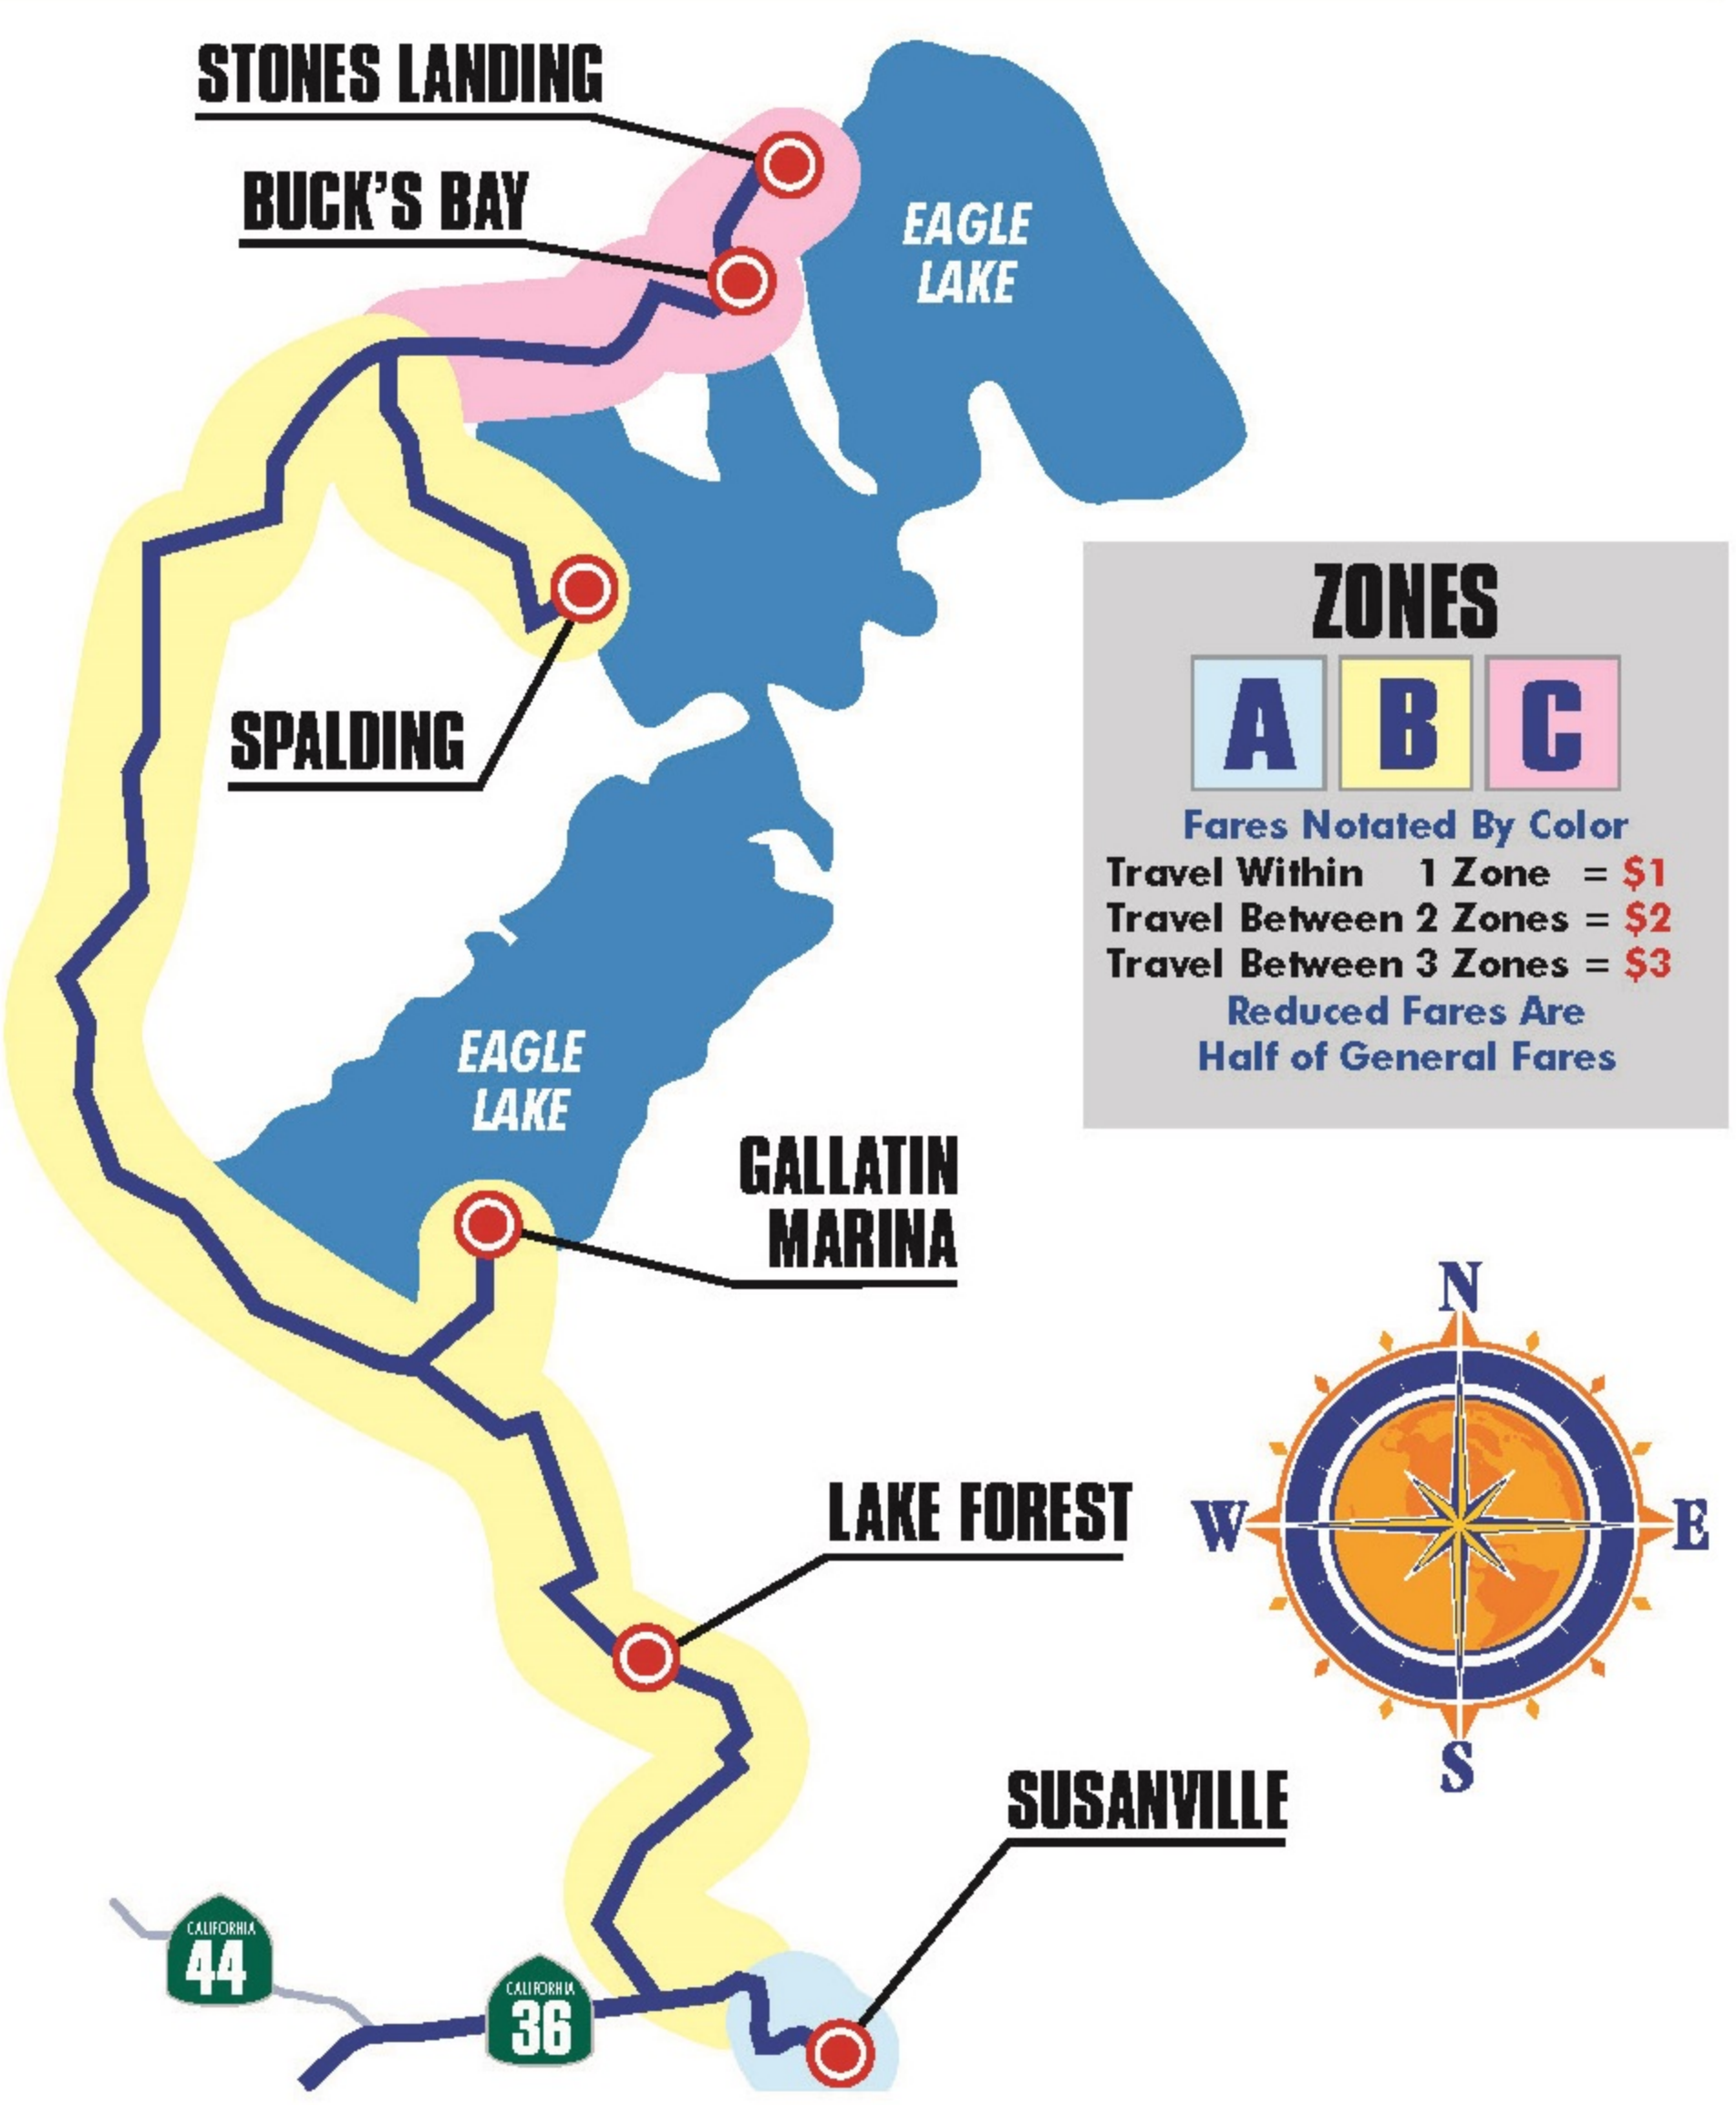 STONES LANDING
BUCK'S BAY
EAGLE
LAKE
SPALDING
ZONES
A B C
Fares Notated By Color
Travel Within 1 Zone = $1
Travel Between 2 Zones = $2
Travel Between 3 Zones = $3
Reduced Fares Are
Half of General Fares
EAGLE
LAKE
GALLATIN
MARINA
N
W
E
S
LAKE FOREST
SUSANVILLE
CALIFORNIA
44
CALIFORNIA
36